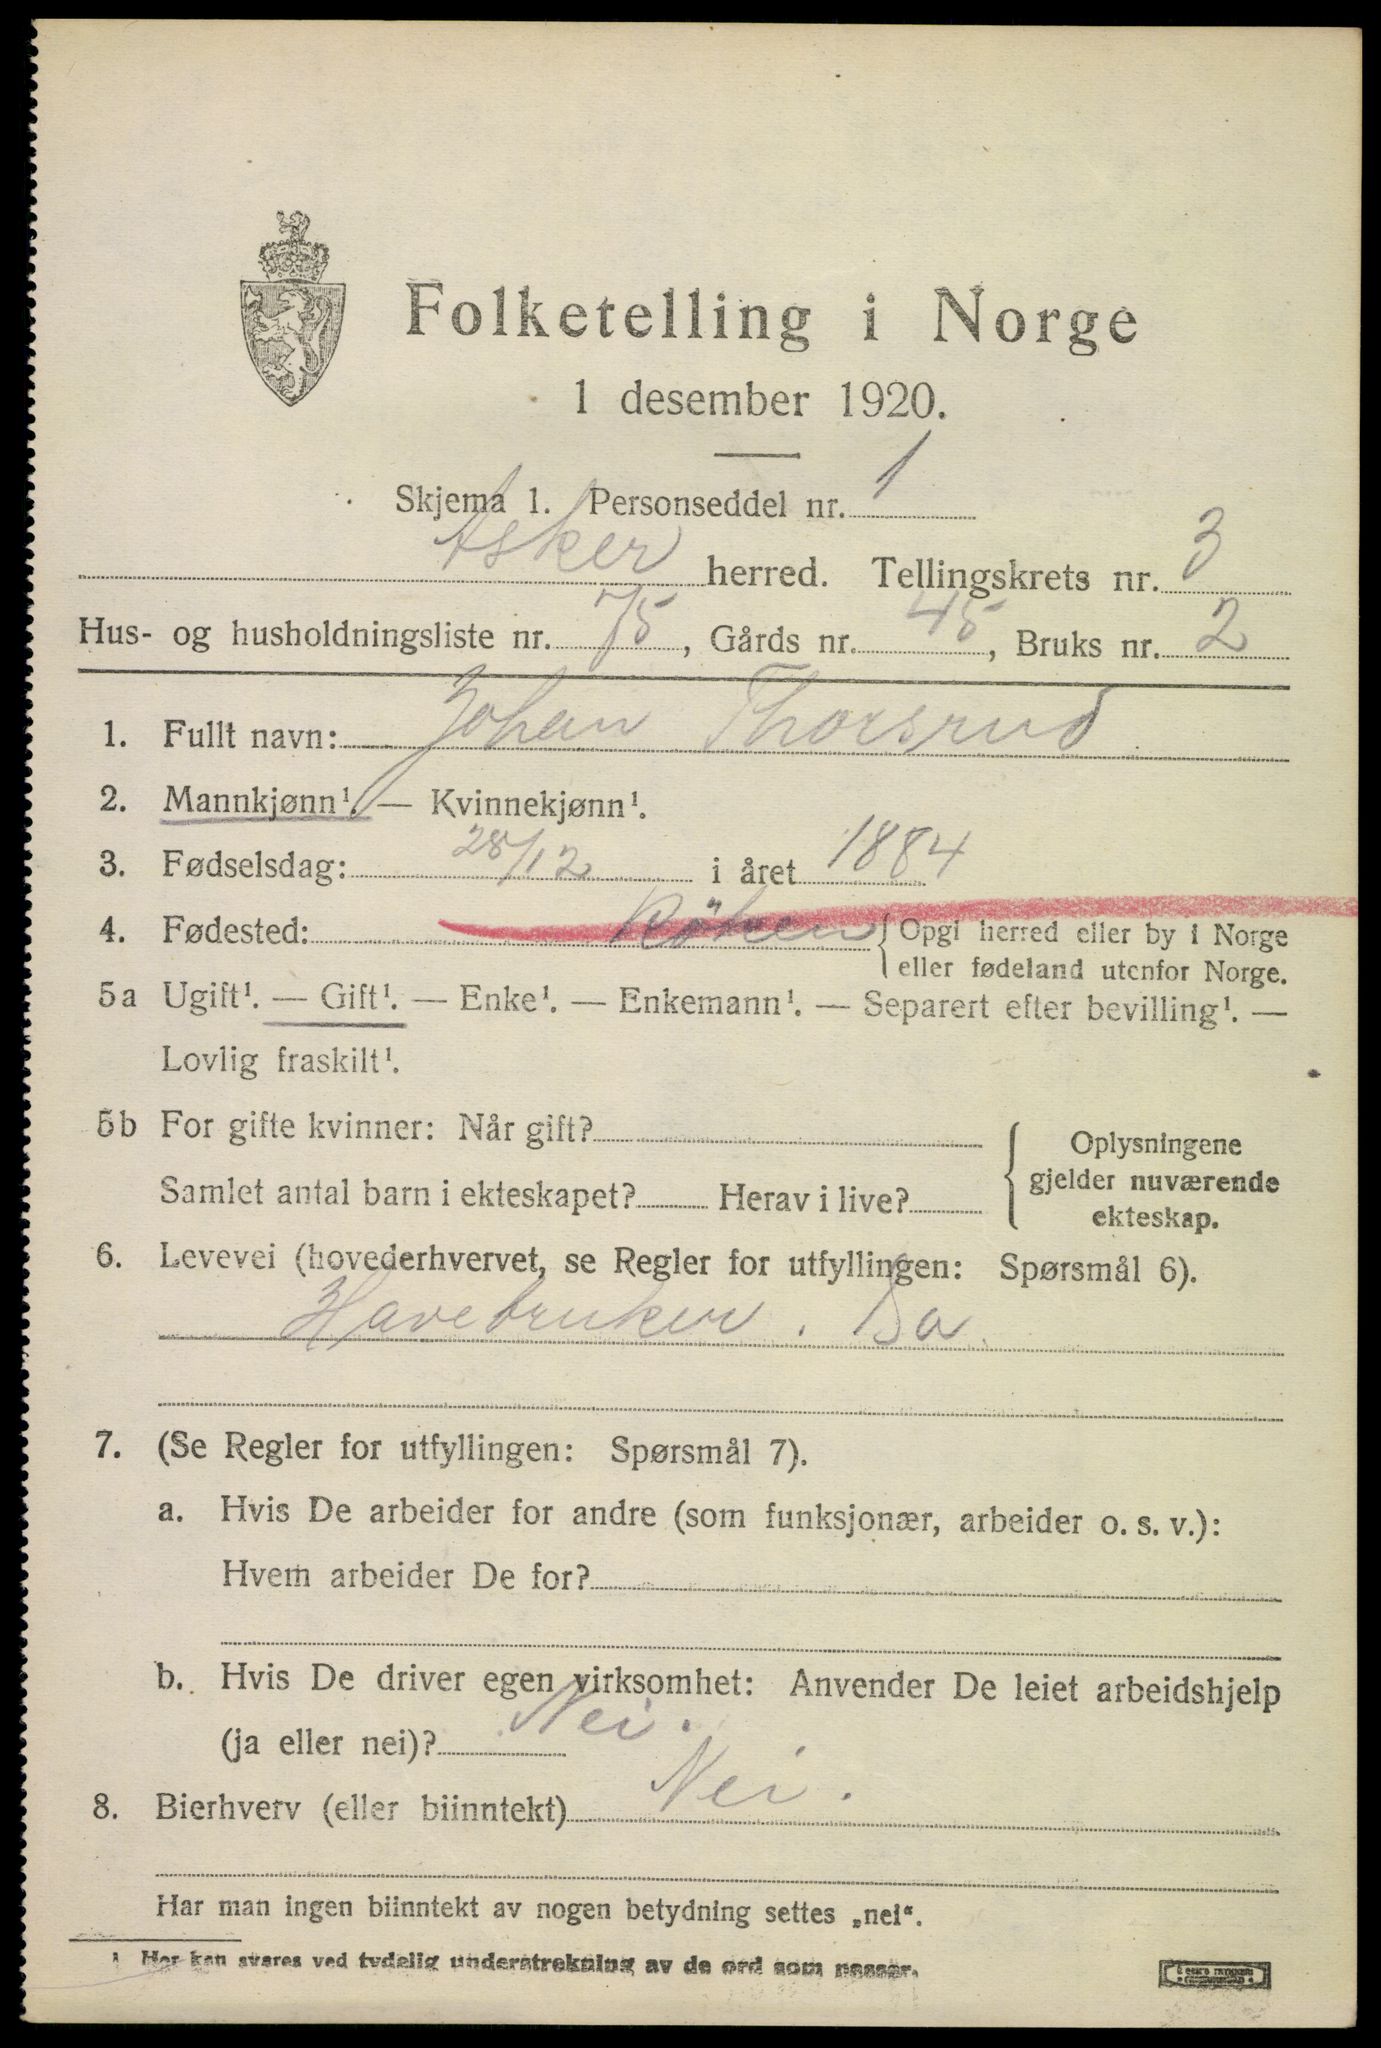 Folketelling i Norge
1 desember 1920.
Skjema 1. Personseddel nr. 1
Asker herred. Tellingskrets nr. 3
Hus- og husholdningsliste nr. 75, Gårds nr. 45, Bruks nr. 2
1. Fullt navn: Johan Thorsrud
2. Mannkjønn¹. — Kvinnekjønn¹.
3. Fødselsdag: 28/12 i året 1884
4. Fødested: Röken { Opgi herred eller by i Norge
eller fødeland utenfor Norge.
5a Ugift¹. — Gift¹. — Enke¹. — Enkemann¹. — Separert efter bevilling¹. —
Lovlig fraskilt¹.
5b For gifte kvinner: Når gift?
Samlet antal barn i ekteskapet? Herav i live?
Oplysningene
gjelder nuværende
ekteskap.
6. Levevei (hovederhvervet, se Regler for utfyllingen: Spørsmål 6).
Havebruker.
7. (Se Regler for utfyllingen: Spørsmål 7).
a. Hvis De arbeider for andre (som funksjonær, arbeider o. s. v.):
Hvem arbeider De for?
b. Hvis De driver egen virksomhet: Anvender De leiet arbeidshjelp
(ja eller nei)? Nei.
8. Bierhverv (eller biinntekt) Nei.
Har man ingen biinntekt av nogen betydning settes „nei“.
¹ Her kan svares ved tydelig understrekning av de ord som passer.